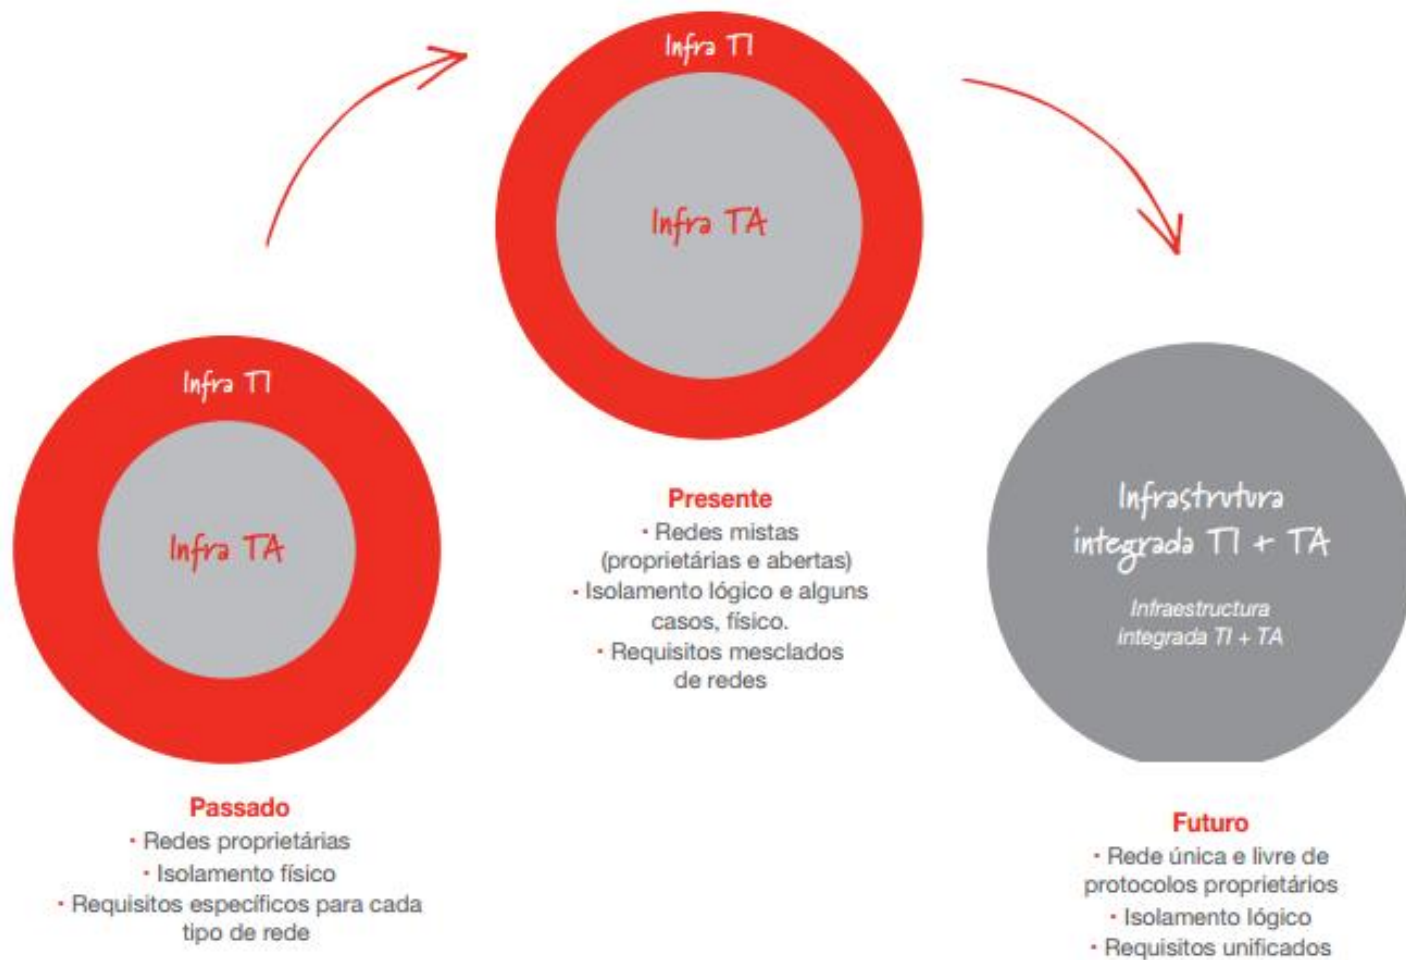 Infra TI
Infra TA
Passado
• Redes proprietárias
• Isolamento físico
• Requisitos específicos para cada
tipo de rede
Infra TI
Infra TA
Presente
• Redes mistas
(proprietárias e abertas)
• Isolamento lógico e alguns
casos, físico.
• Requisitos mesclados
de redes
Infrastrutura
integrada TI + TA
Infraestructura
integrada TI + TA
Futuro
• Rede única e livre de
protocolos proprietários
• Isolamento lógico
• Requisitos unificados